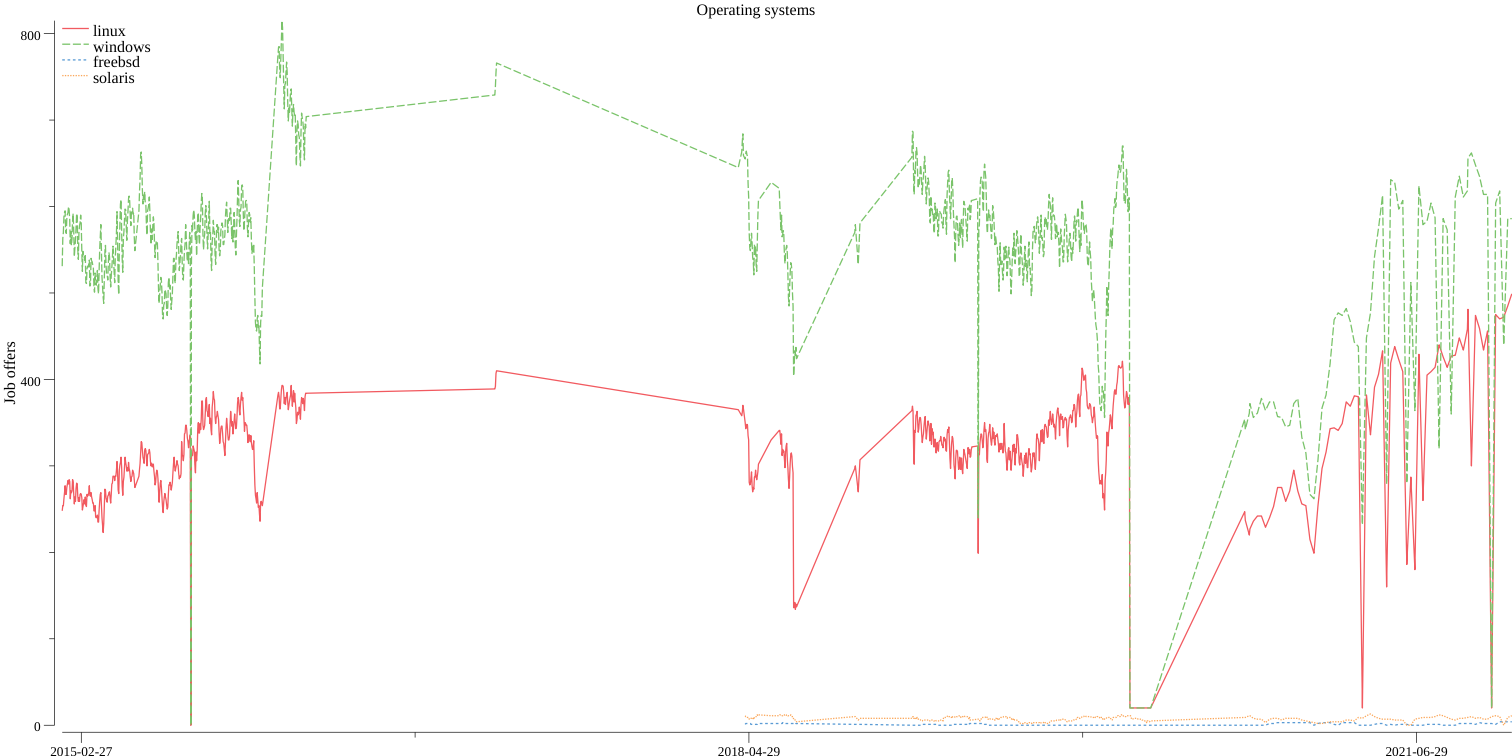 Operating systems
800
linux
windows
freebsd
solaris
Job offers
400
0
2015-02-27
2018-04-29
2021-06-29